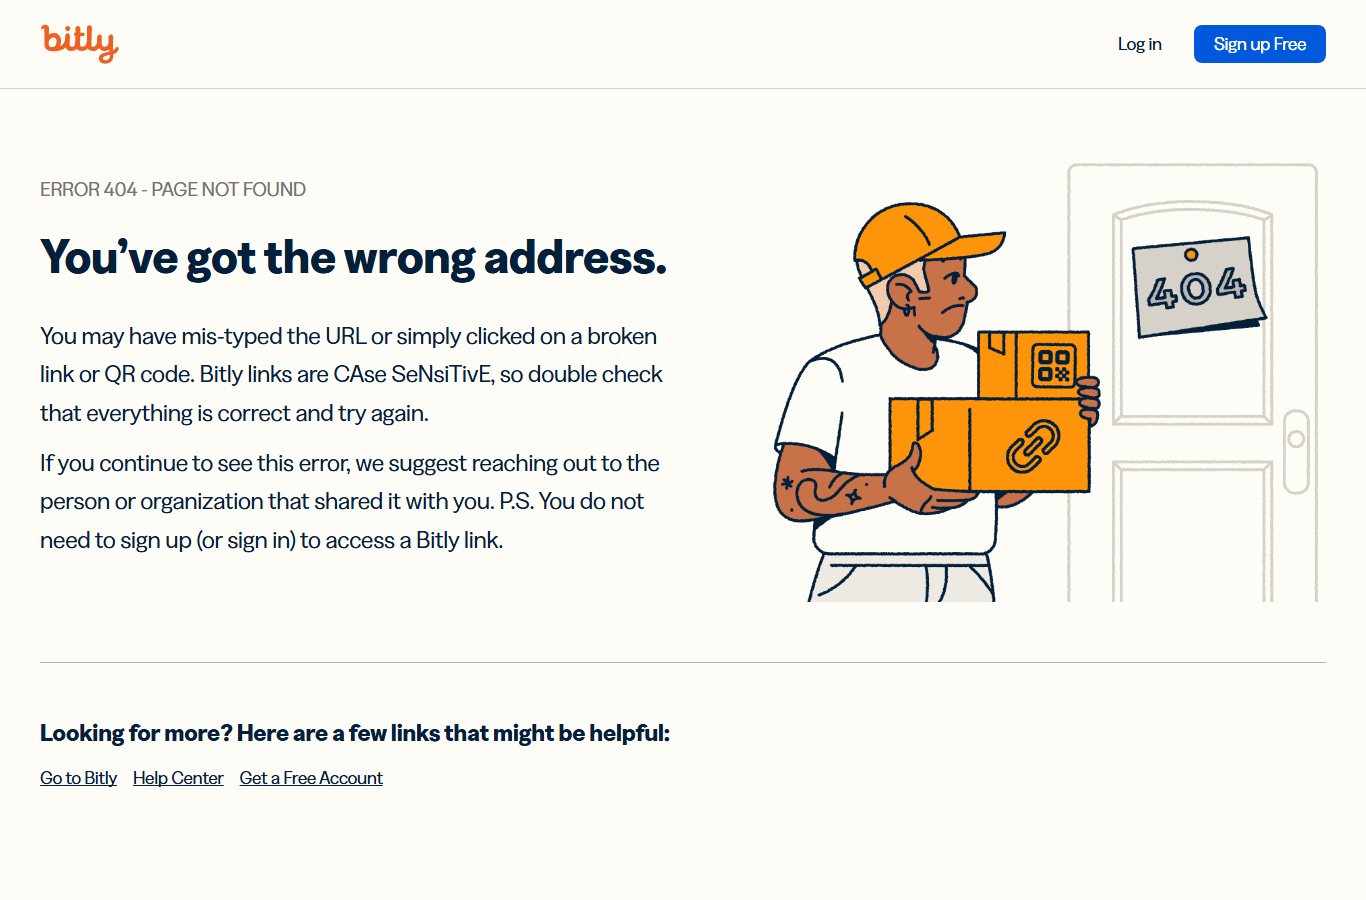 bitly
Log in
Sign up Free
ERROR 404 - PAGE NOT FOUND
You’ve got the wrong address.
You may have mis-typed the URL or simply clicked on a broken
link or QR code. Bitly links are CAse SeNsiTivE, so double check
that everything is correct and try again.
If you continue to see this error, we suggest reaching out to the
person or organization that shared it with you. P.S. You do not
need to sign up (or sign in) to access a Bitly link.
404
Looking for more? Here are a few links that might be helpful:
Go to Bitly Help Center Get a Free Account